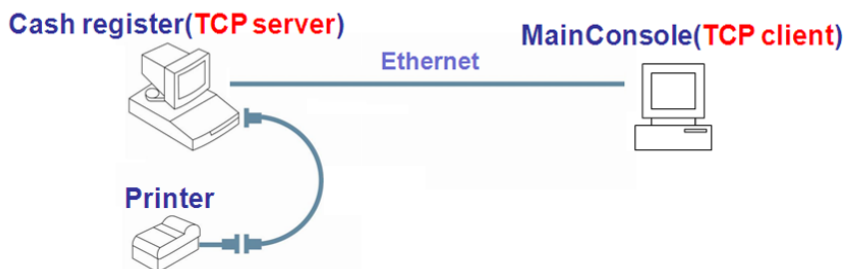 Cash register(TCP server)
MainConsole(TCP client)
Ethernet
Printer